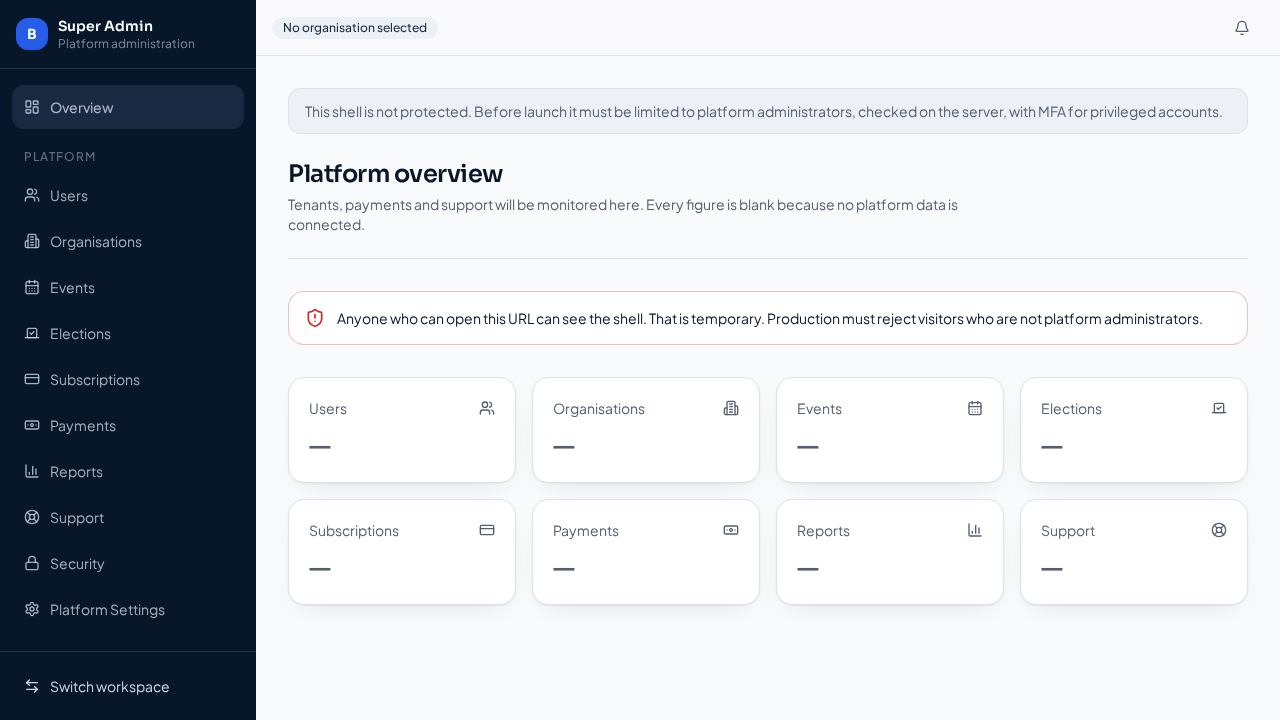 B
Super Admin
Platform administration
Overview
PLATFORM
Users
Organisations
Events
Elections
Subscriptions
Payments
Reports
Support
Security
Platform Settings
Switch workspace
No organisation selected
This shell is not protected. Before launch it must be limited to platform administrators, checked on the server, with MFA for privileged accounts.
Platform overview
Tenants, payments and support will be monitored here. Every figure is blank because no platform data is
connected.
Anyone who can open this URL can see the shell. That is temporary. Production must reject visitors who are not platform administrators.
Users
—
Organisations
—
Events
—
Elections
—
Subscriptions
—
Payments
—
Reports
—
Support
—